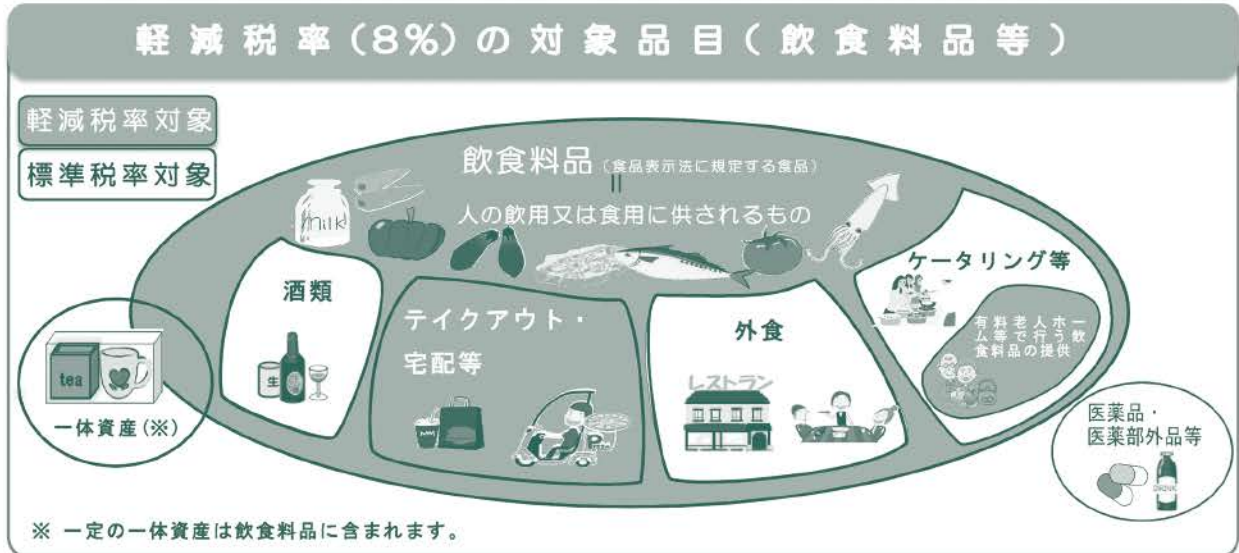 軽減税率(8%)の対象品目(飲食料品等)
軽減税率対象
標準税率対象
飲食料品(食品表示法に規定する食品)
=
人の飲用又は食用に供されるもの
milk
酒類
生
テイクアウト・
宅配等
外食
レストラン
ケータリング等
有料老人ホー
ム等で行う飲
食料品の提供
tea
一体資産(※)
医薬品・
医薬部外品等
DRINK
※ 一定の一体資産は飲食料品に含まれます。